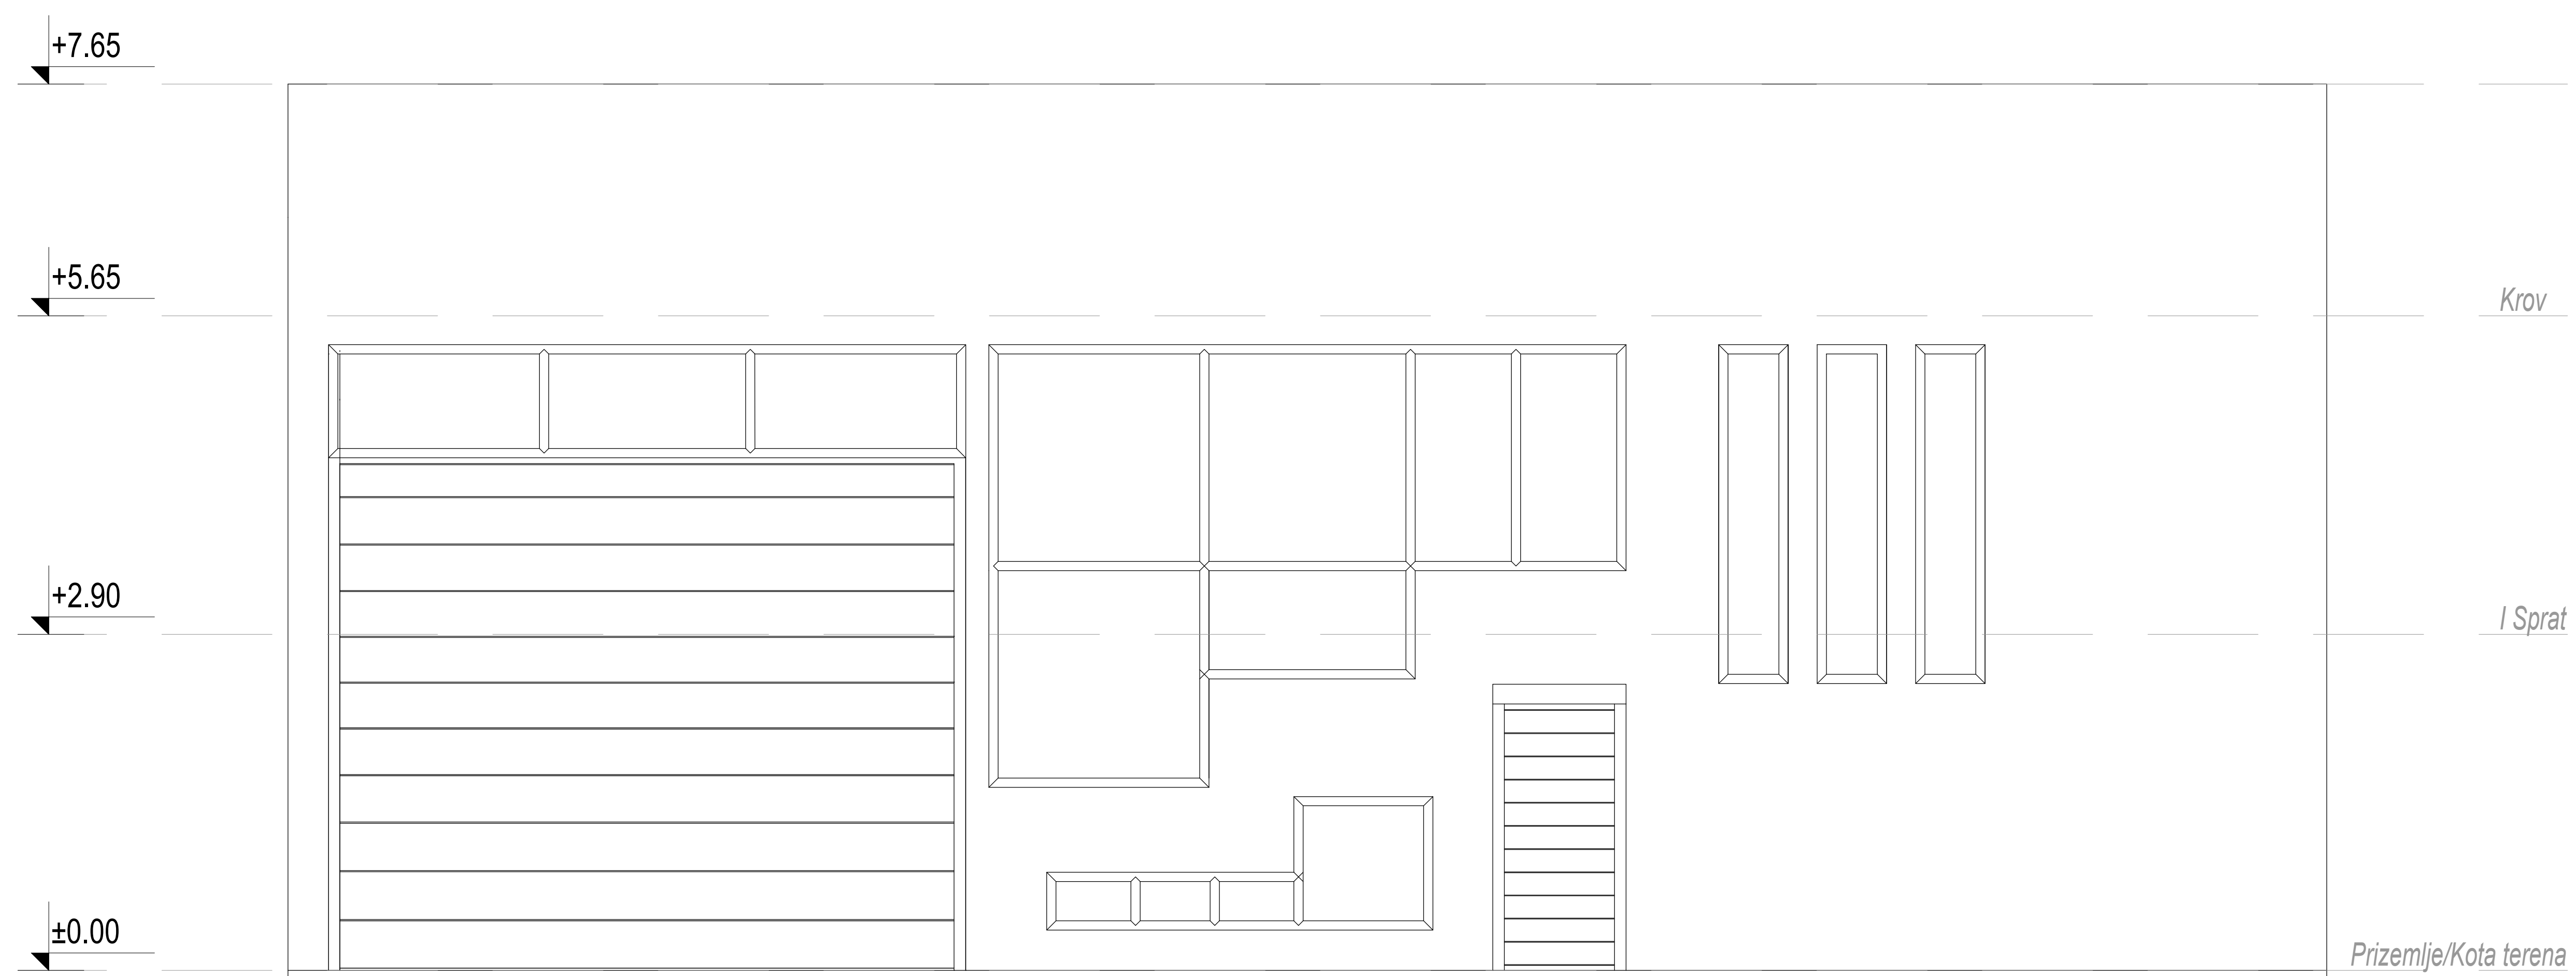 +7.65
+5.65
Krov
+2.90
I Sprat
±0.00
Prizemlje/Kota terena